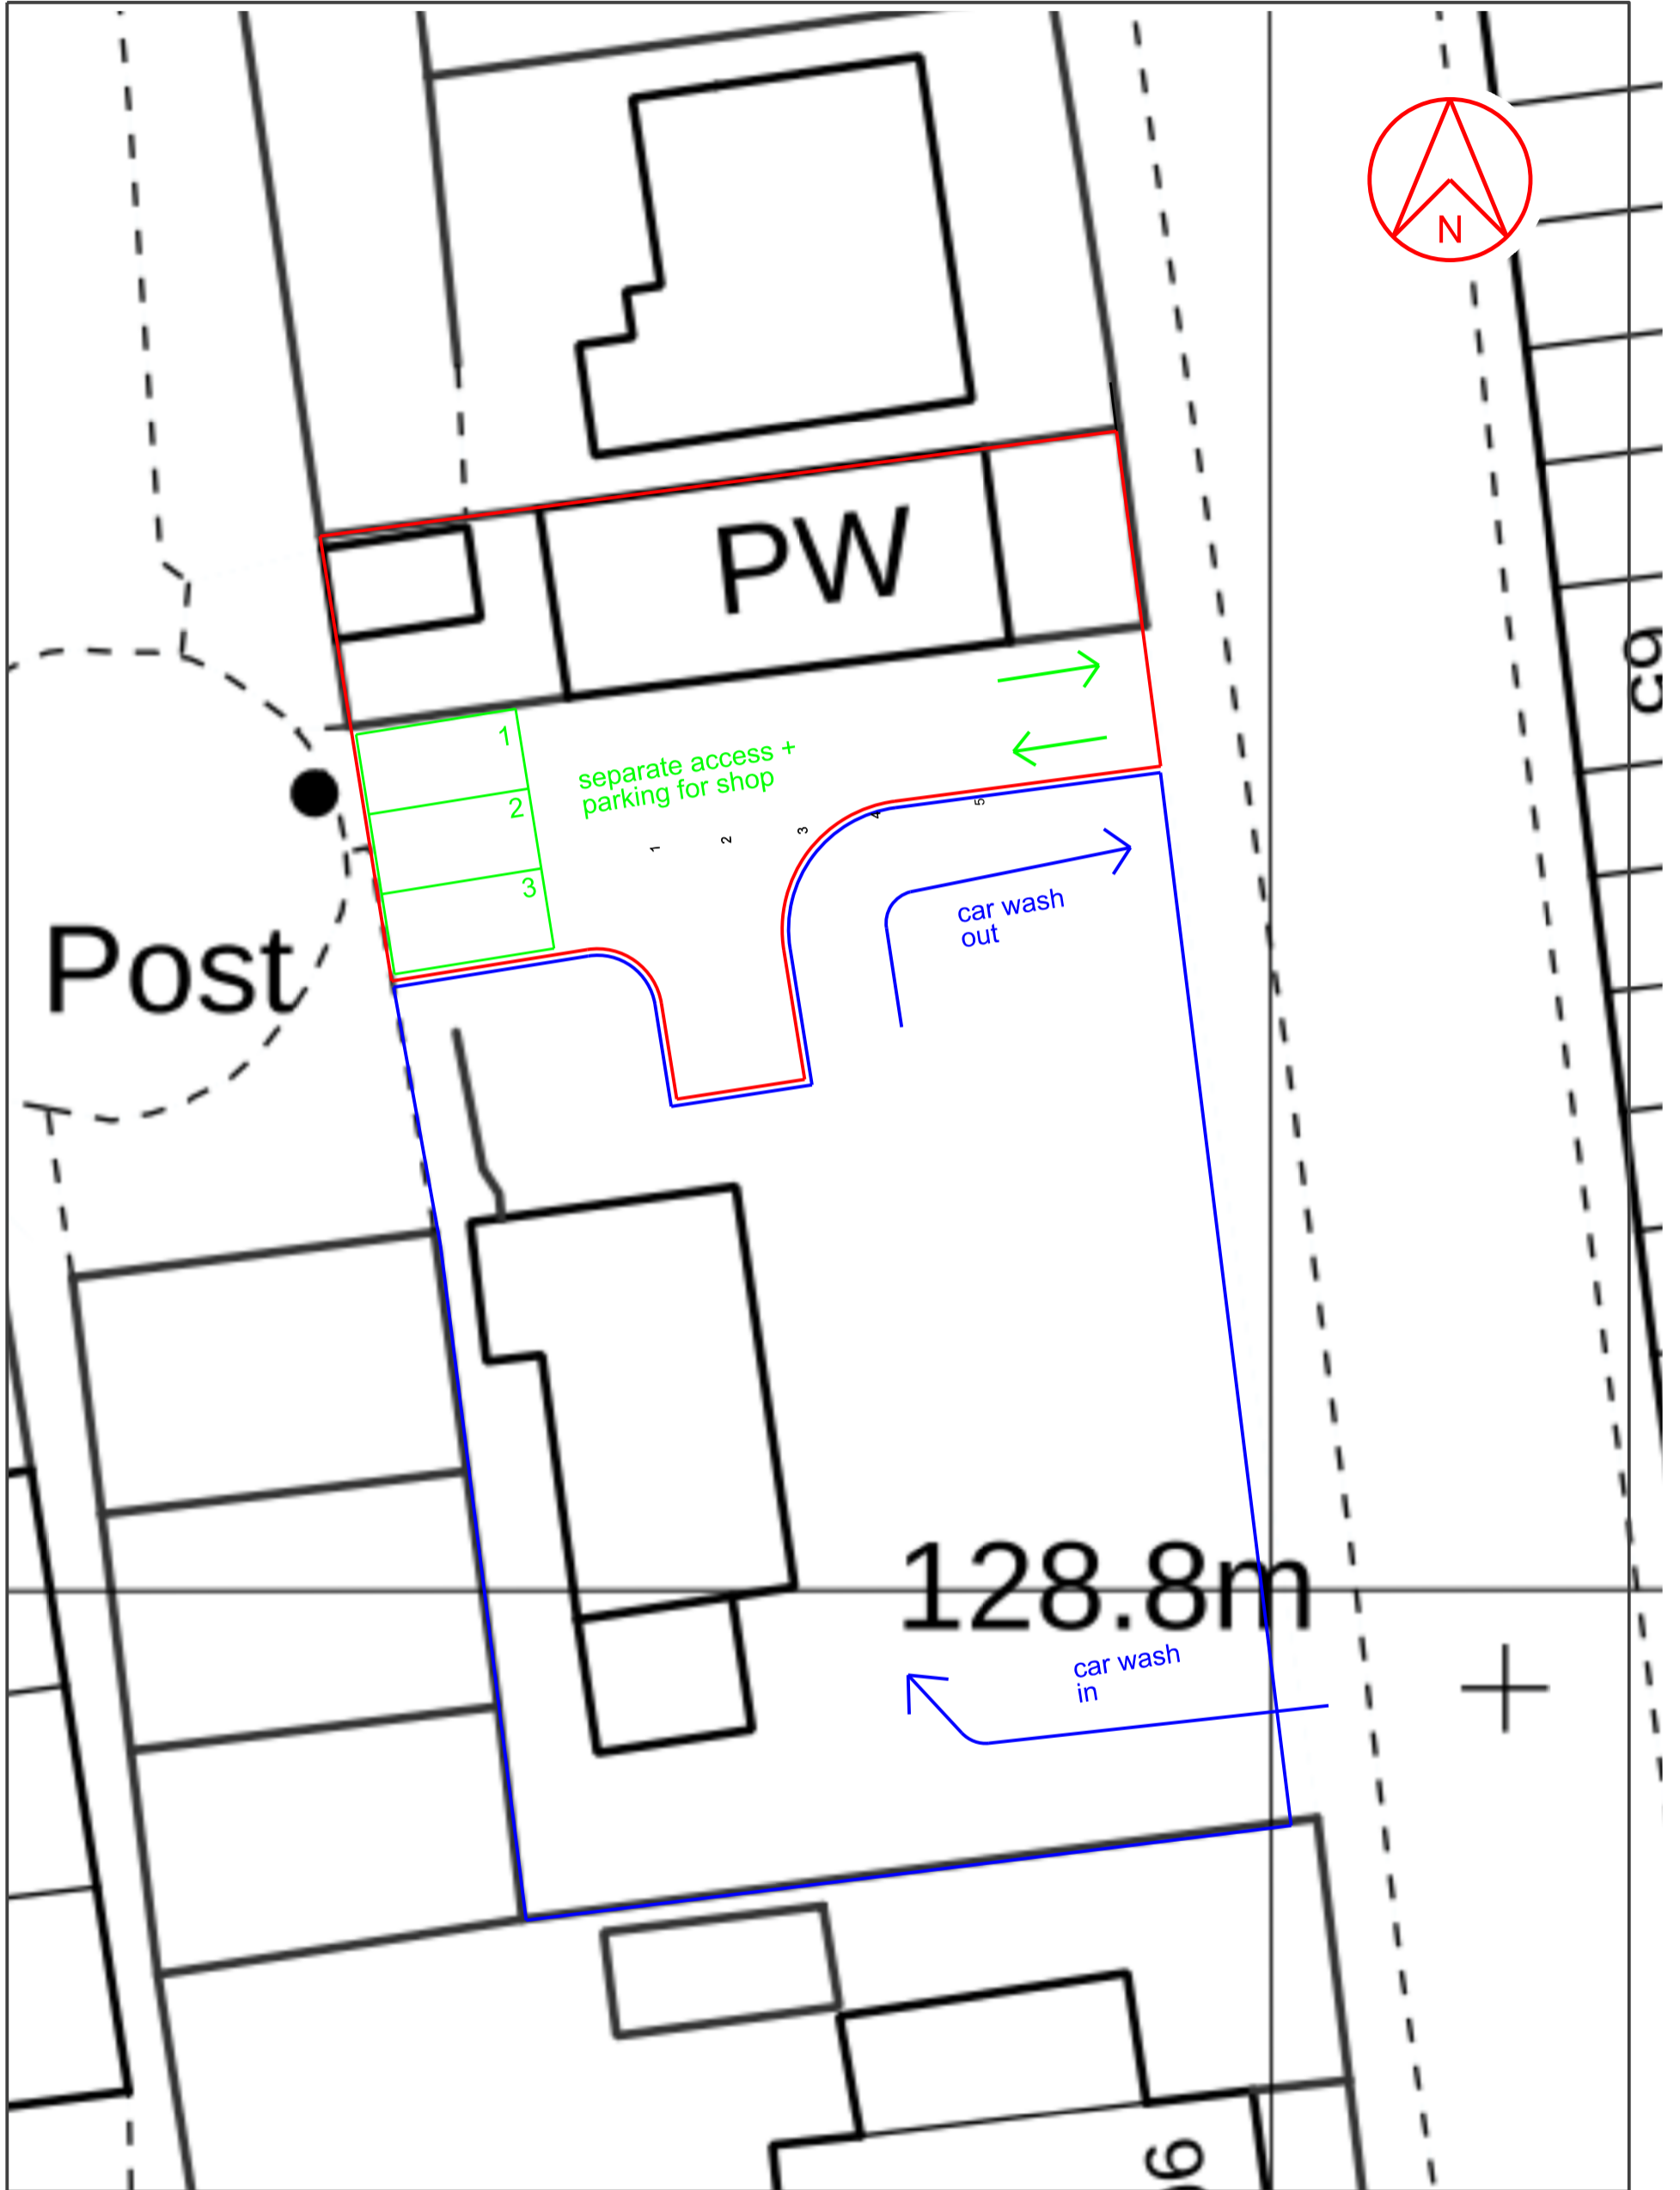 N
PW
69
1
separate access +
parking for shop
2
1
2
3
4
5
3
car wash
out
Post
128.8m
car wash
in